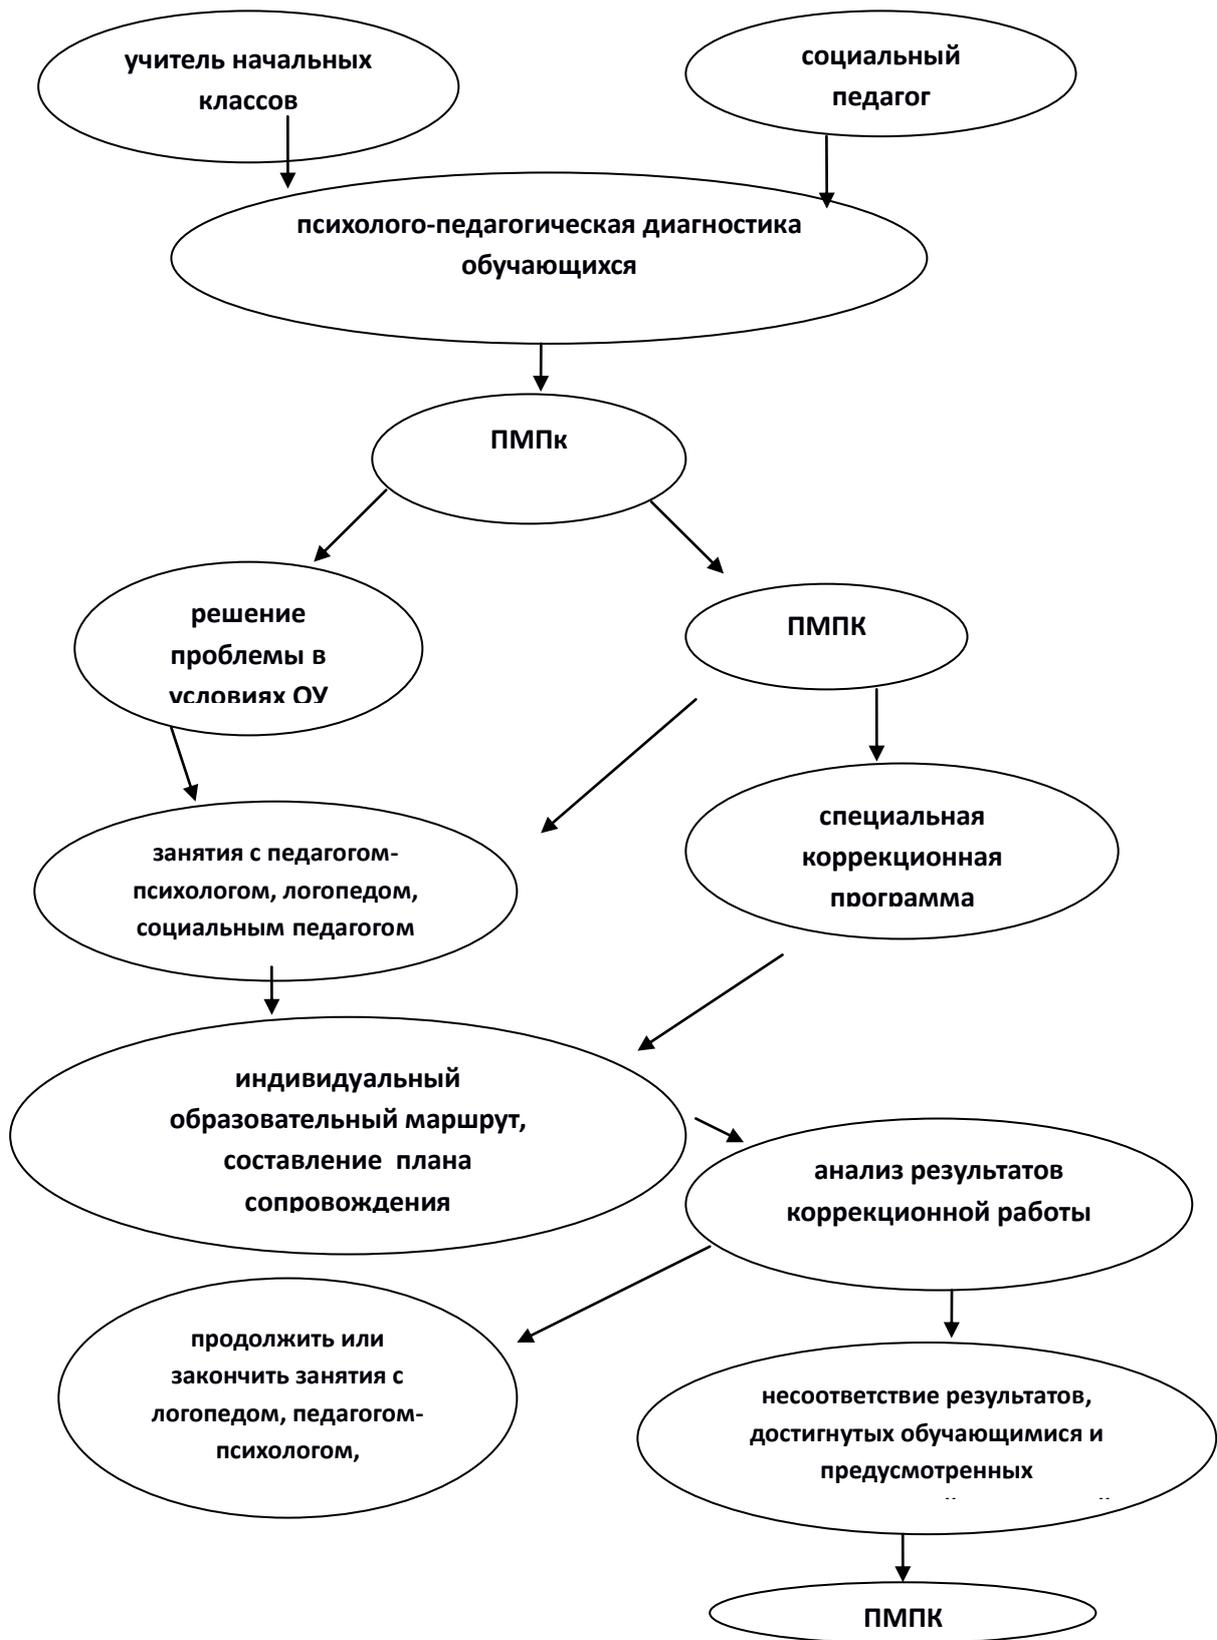 учитель начальных
классов
социальный
педагог
психолого-педагогическая диагностика
обучающихся
ПМПк
решение
проблемы в
условиях ОУ
ПМПК
занятия с педагогом-
психологом, логопедом,
социальным педагогом
специальная
коррекционная
программа
индивидуальный
образовательный маршрут,
составление плана
сопровождения
анализ результатов
коррекционной работы
продолжить или
закончить занятия с
логопедом, педагогом-
психологом,
несоответствие результатов,
достигнутых обучающимися и
предусмотренных
ПМПК